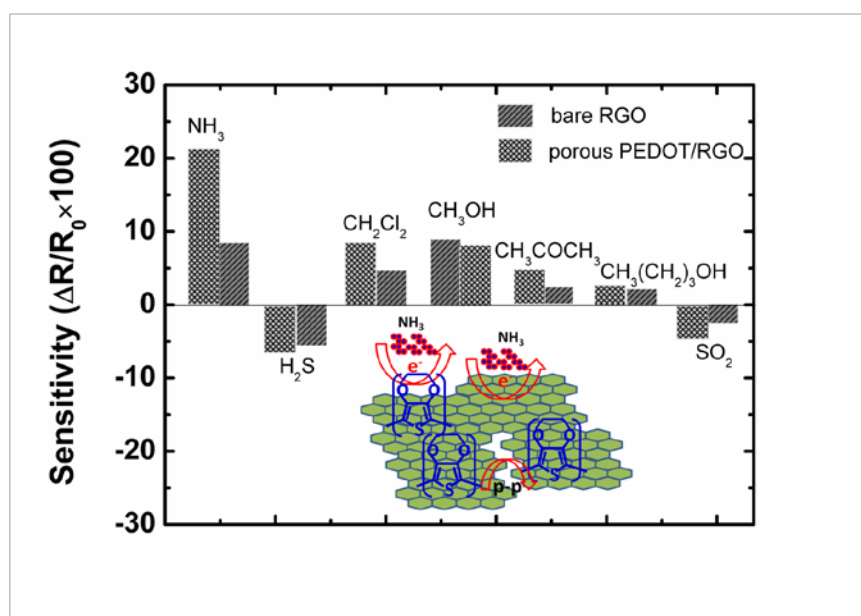 Sensitivity (ΔR/R₀×100)
30
20
10
0
-10
-20
-30
bare RGO
porous PEDOT/RGO
NH₃
H₂S
CH₂Cl₂
CH₃OH
CH₃COCH₃
CH₃(CH₂)₃OH
SO₂
NH₃
NH₃
e⁻
e
O O
S
O O
S
O O
S
p-p